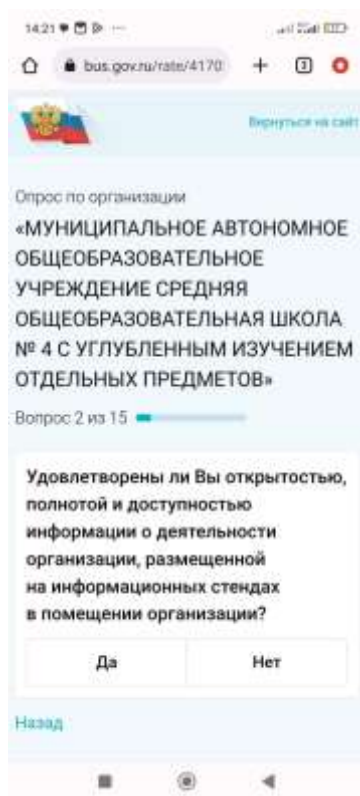 14:21
bus.gov.ru/rate/4170
Вернуться на сайт
Опрос по организации
«МУНИЦИПАЛЬНОЕ АВТОНОМНОЕ
ОБЩЕОБРАЗОВАТЕЛЬНОЕ
УЧРЕЖДЕНИЕ СРЕДНЯЯ
ОБЩЕОБРАЗОВАТЕЛЬНАЯ ШКОЛА
№ 4 С УГЛУБЛЕННЫМ ИЗУЧЕНИЕМ
ОТДЕЛЬНЫХ ПРЕДМЕТОВ»
Вопрос 2 из 15
Удовлетворены ли Вы открытостью,
полнотой и доступностью
информации о деятельности
организации, размещенной
на информационных стендах
в помещении организации?
Да
Нет
Назад